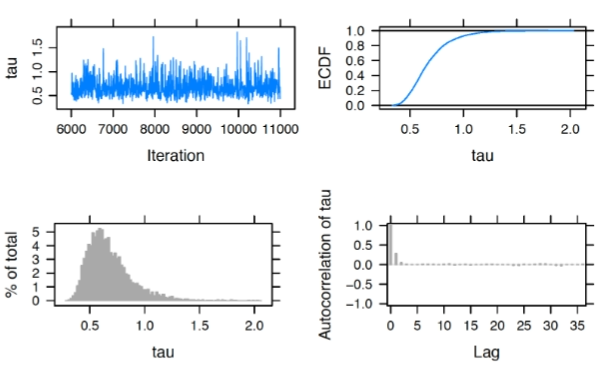 tau
0.5 1.0 1.5
6000 7000 8000 9000 10000 11000
Iteration
ECDF
1.0
0.8
0.6
0.4
0.2
0.0
0.5 1.0 1.5 2.0
tau
% of total
5
4
3
2
1
0
0.5 1.0 1.5 2.0
tau
Autocorrelation of tau
1.0
0.5
0.0
−0.5
−1.0
0 5 10 15 20 25 30 35
Lag